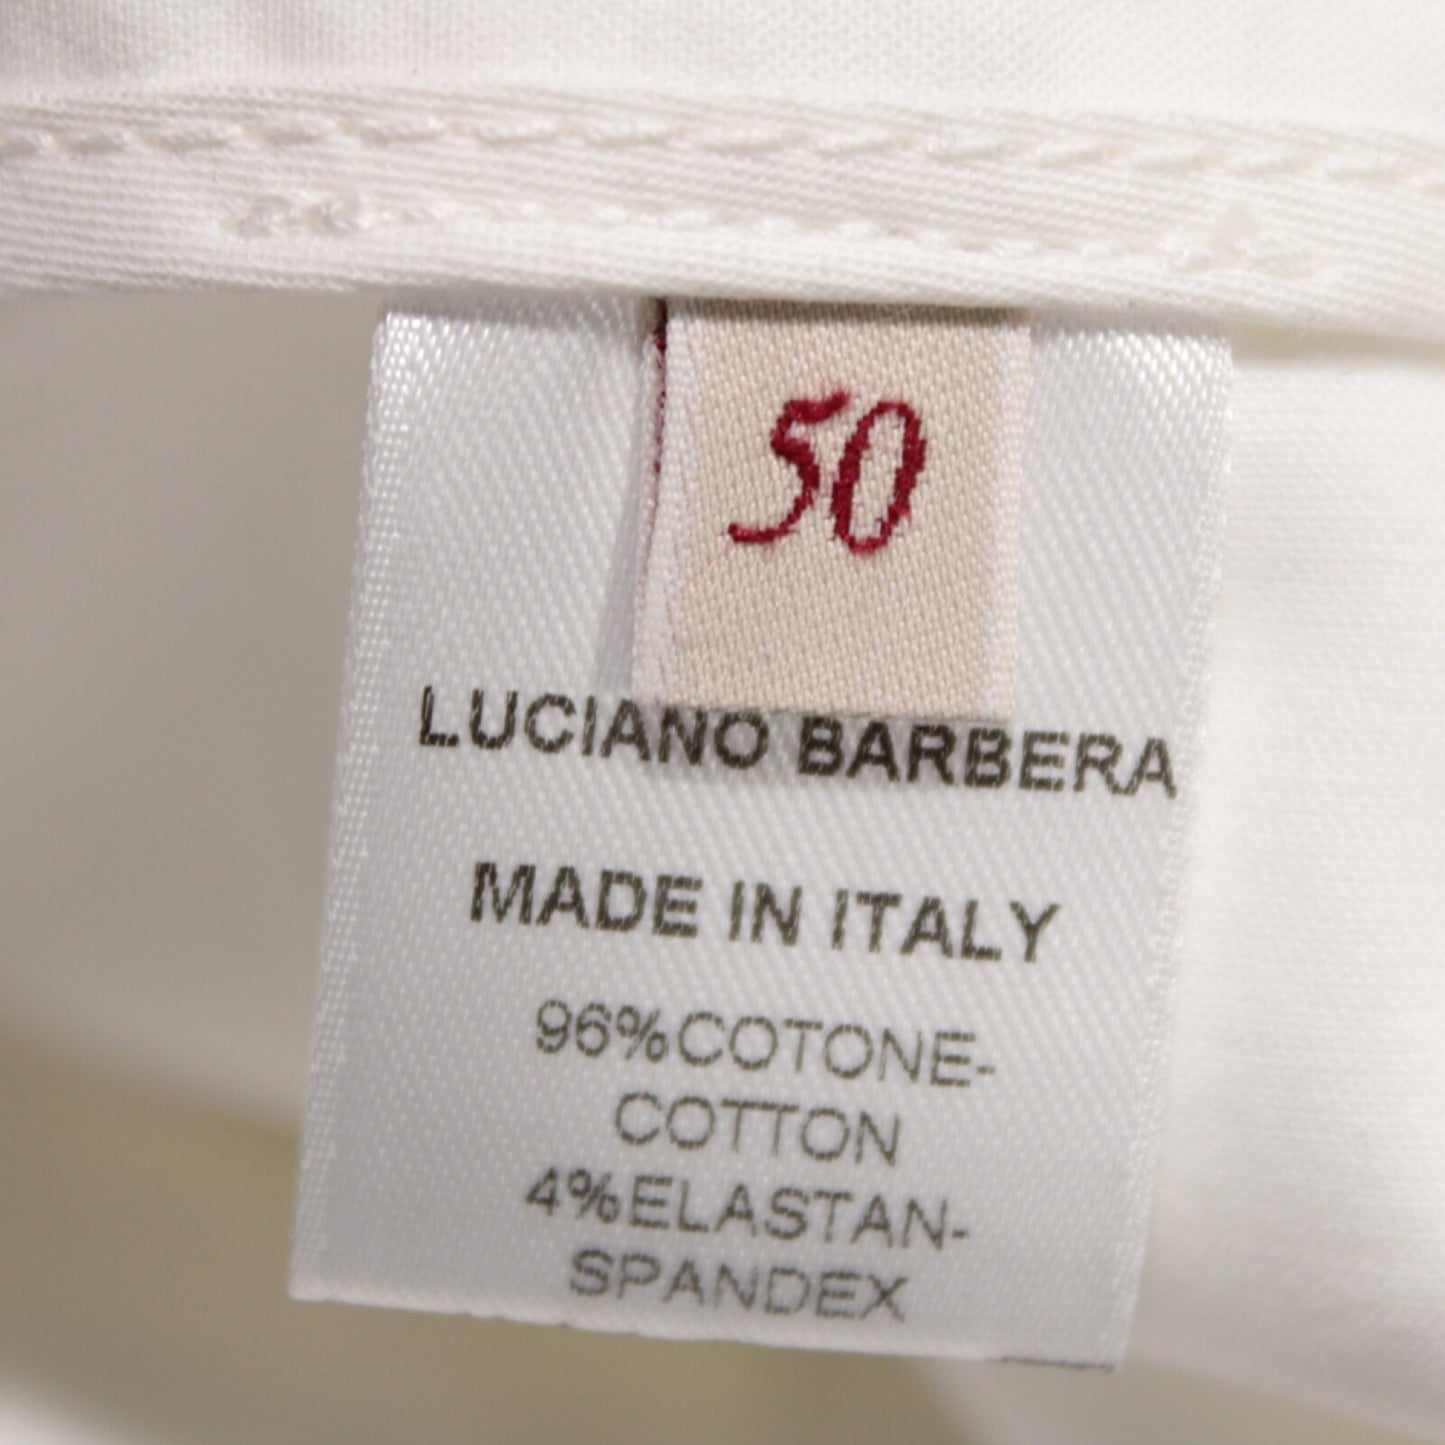 50
LUCIANO BARBERA
MADE IN ITALY
96%COTONE-
COTTON
4%ELASTAN-
SPANDEX